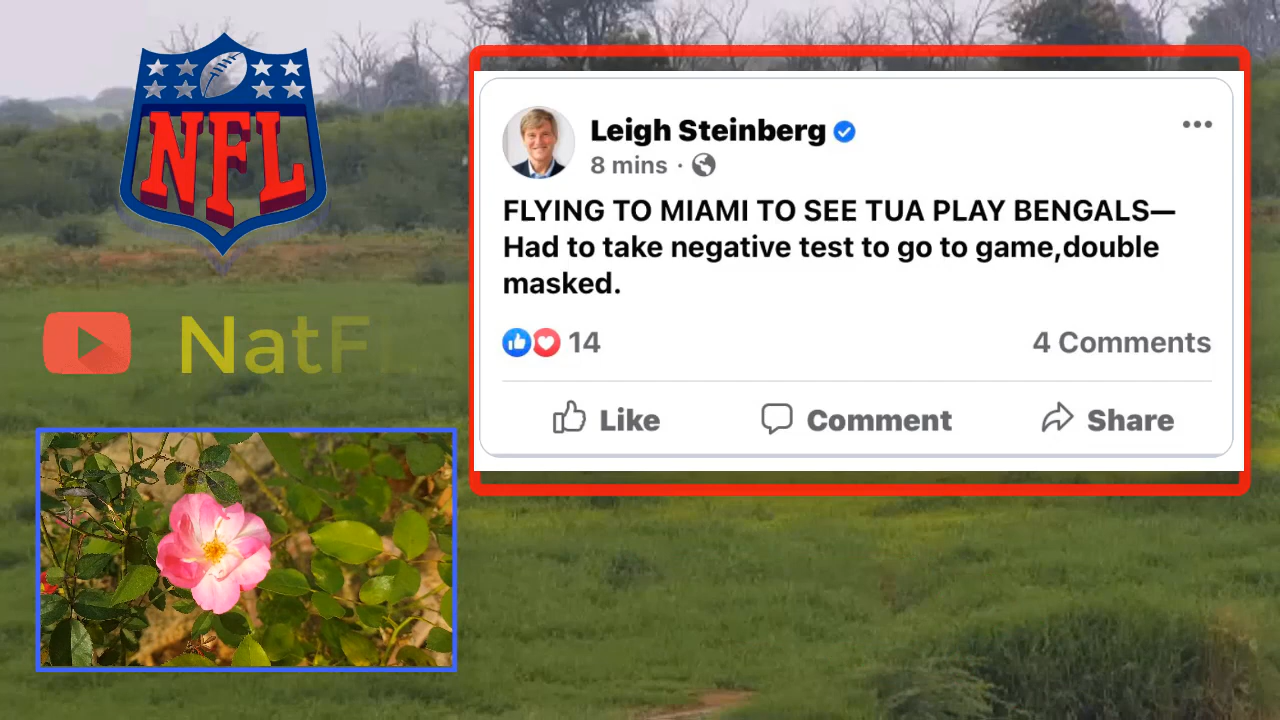 NFL
NatF
Leigh Steinberg
8 mins ·
FLYING TO MIAMI TO SEE TUA PLAY BENGALS—
Had to take negative test to go to game,double
masked.
14
4 Comments
Like
Comment
Share